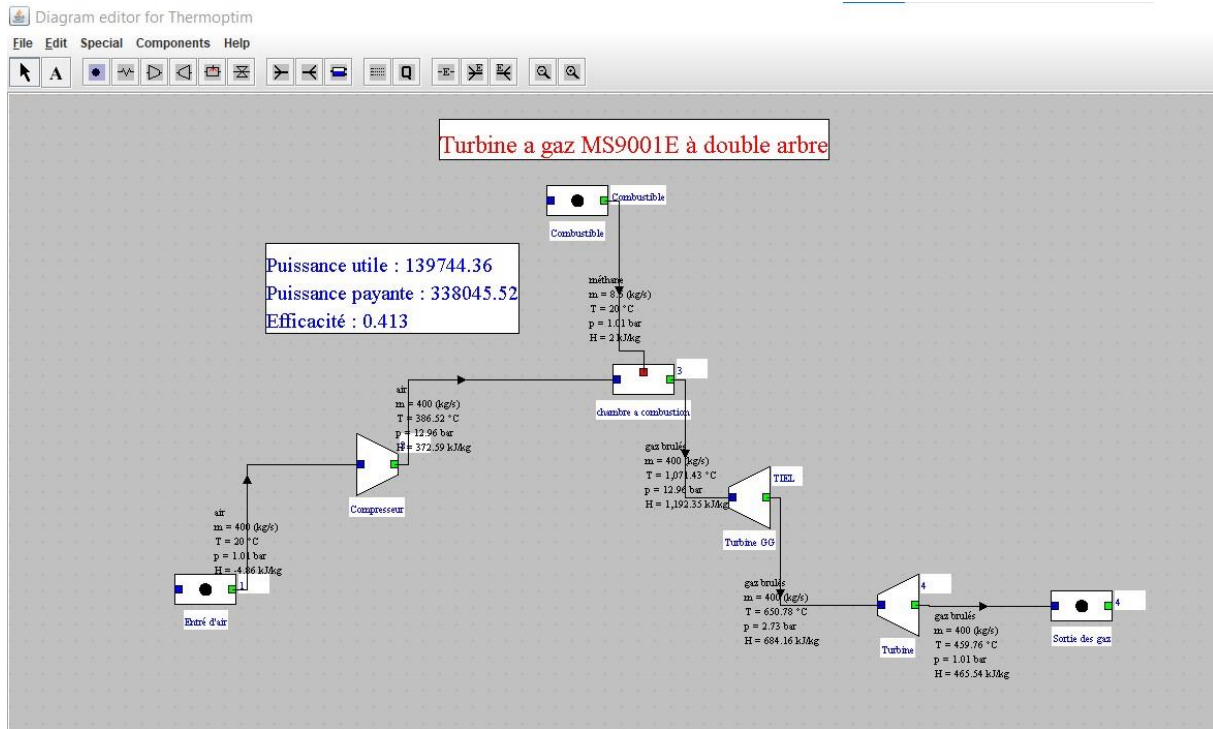 Diagram editor for Thermoptim
File Edit Special Components Help
A Q -E- E E
Turbine a gaz MS9001E à double arbre
Combustible
Combustible
Puissance utile : 139744.36
Puissance payante : 338045.52
Efficacité : 0.413
méthane
m = 8.5 (kg/s)
T = 20 °C
p = 1.01 bar
H = 2 kJ/kg
3
chambre a combustion
air
m = 400 (kg/s)
T = 386.52 °C
p = 12.96 bar
H = 372.59 kJ/kg
Compresseur
gaz brulés
m = 400 (kg/s)
T = 1,071.43 °C
p = 12.96 bar
H = 1,192.35 kJ/kg
TIEL
Turbine GG
air
m = 400 (kg/s)
T = 20 °C
p = 1.01 bar
H = -4.86 kJ/kg
1
Entré d'air
gaz brulés
m = 400 (kg/s)
T = 650.78 °C
p = 2.73 bar
H = 684.16 kJ/kg
4
Turbine
gaz brulés
m = 400 (kg/s)
T = 459.76 °C
p = 1.01 bar
H = 465.54 kJ/kg
4
Sortie des gaz